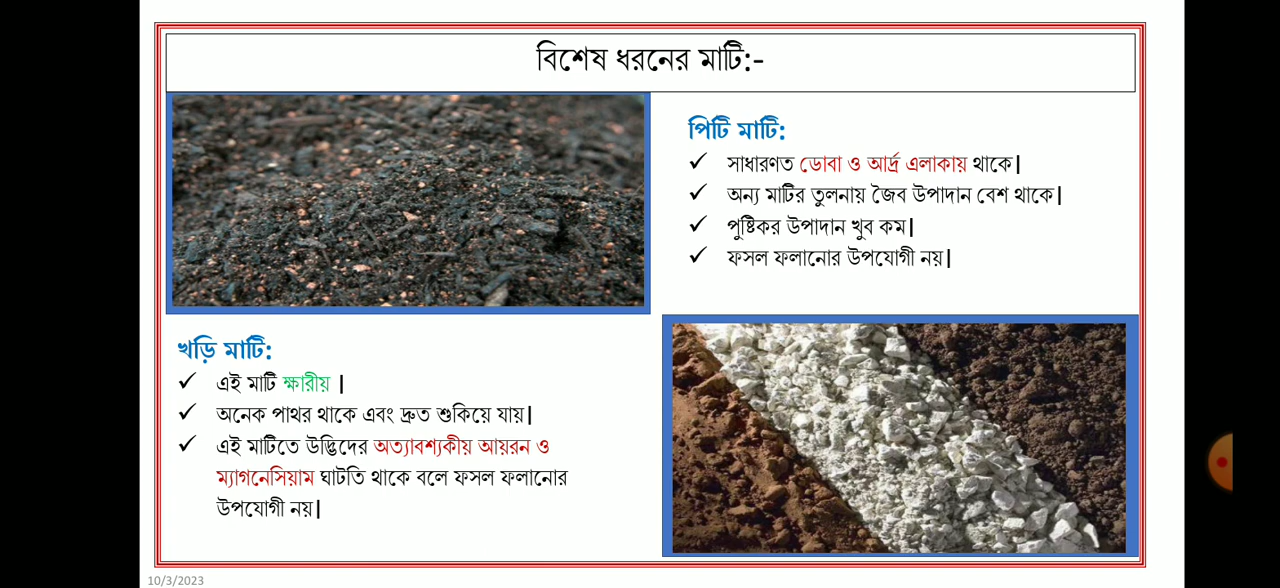 বিশেষ ধরনের মাটি:-
পিটি মাটি:
✓ সাধারণত ডোবা ও আর্দ্র এলাকায় থাকে|
✓ অন্য মাটির তুলনায় জৈব উপাদান বেশ থাকে|
✓ পুষ্টিকর উপাদান খুব কম|
✓ ফসল ফলানোর উপযোগী নয়|
খড়ি মাটি:
✓ এই মাটি ক্ষারীয় |
✓ অনেক পাথর থাকে এবং দ্রুত শুকিয়ে যায়|
✓ এই মাটিতে উদ্ভিদের অত্যাবশ্যকীয় আয়রন ও
ম্যাগনেসিয়াম ঘাটতি থাকে বলে ফসল ফলানোর
উপযোগী নয়|
10/3/2023